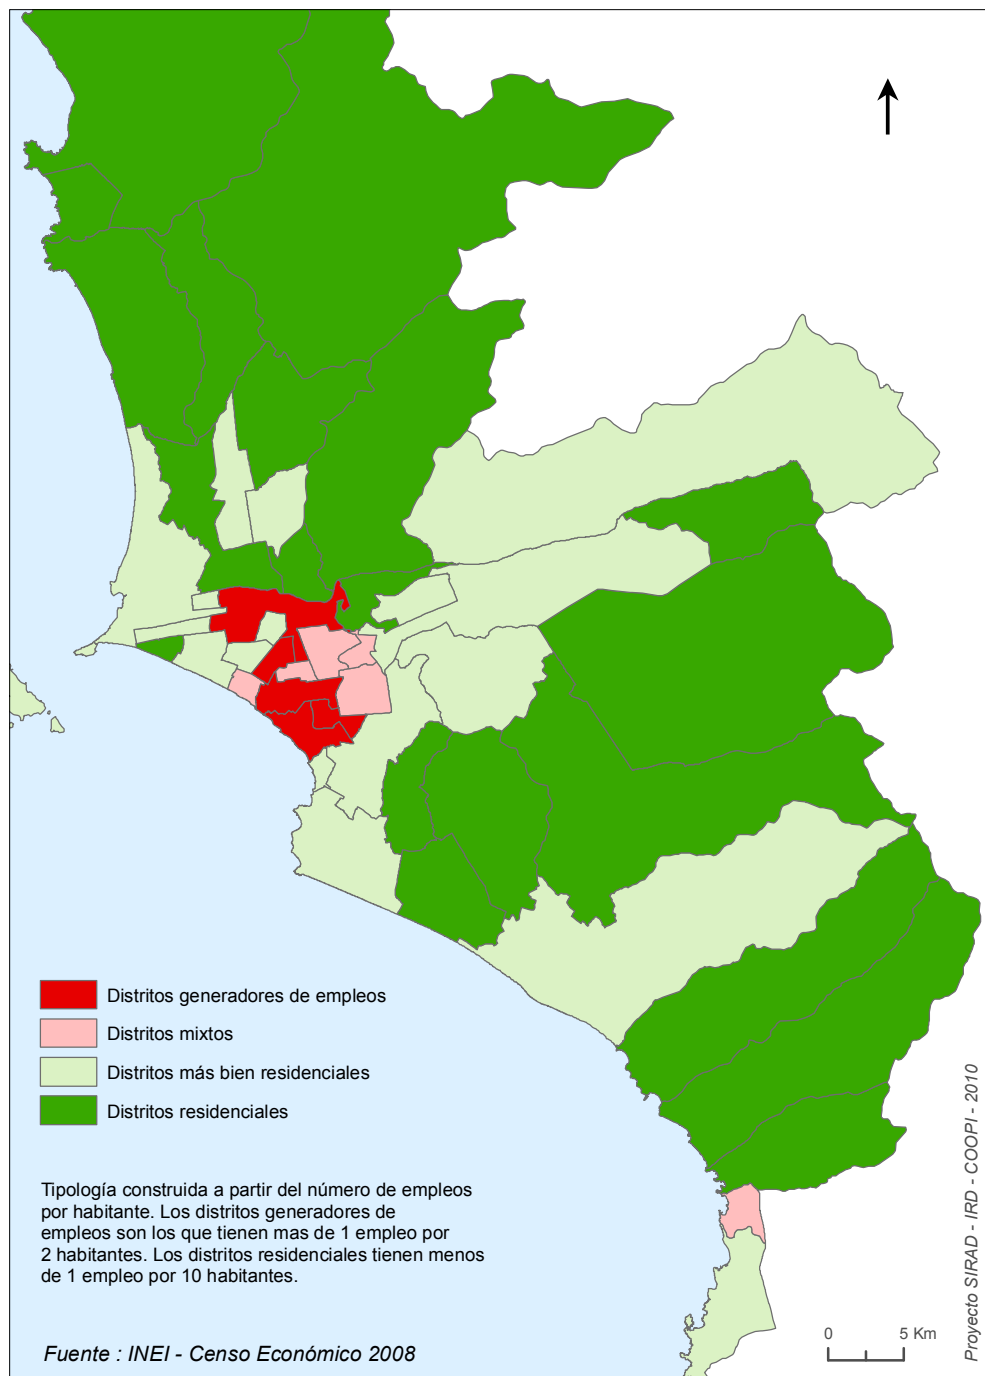 Distritos generadores de empleos
Distritos mixtos
Distritos más bien residenciales
Distritos residenciales
Tipología construida a partir del número de empleos
por habitante. Los distritos generadores de
empleos son los que tienen mas de 1 empleo por
2 habitantes. Los distritos residenciales tienen menos
de 1 empleo por 10 habitantes.
Fuente : INEI - Censo Económico 2008
0 5 Km
Proyecto SIRAD - IRD - COOPI - 2010